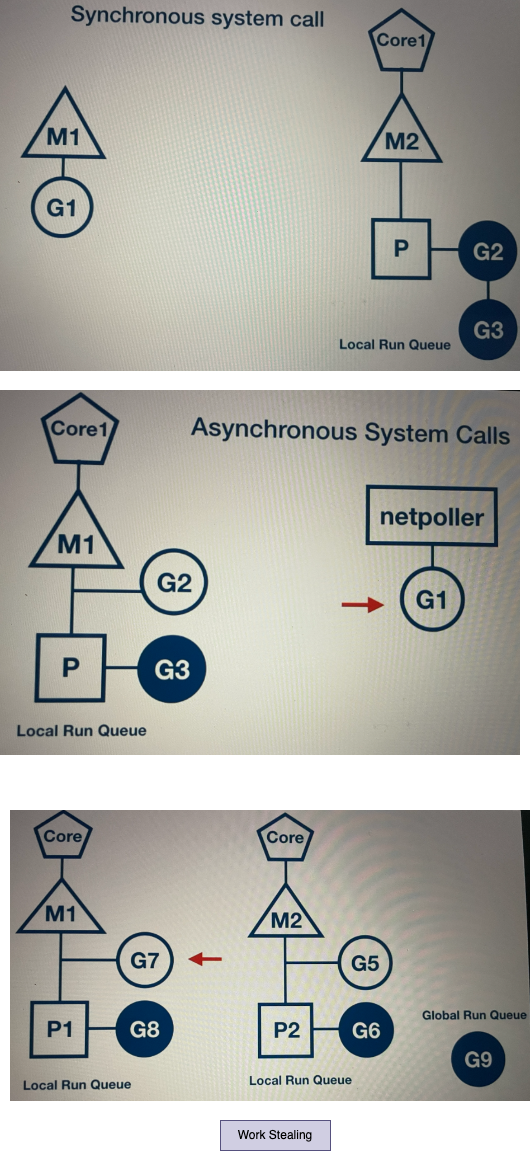 Synchronous system call
Core1
M1
M2
G1
P
G2
G3
Local Run Queue
Core1
Asynchronous System Calls
M1
netpoller
G2
G1
P
G3
Local Run Queue
Core
Core
M1
M2
G7
G5
P1
G8
P2
G6
Global Run Queue
G9
Local Run Queue
Local Run Queue
Work Stealing